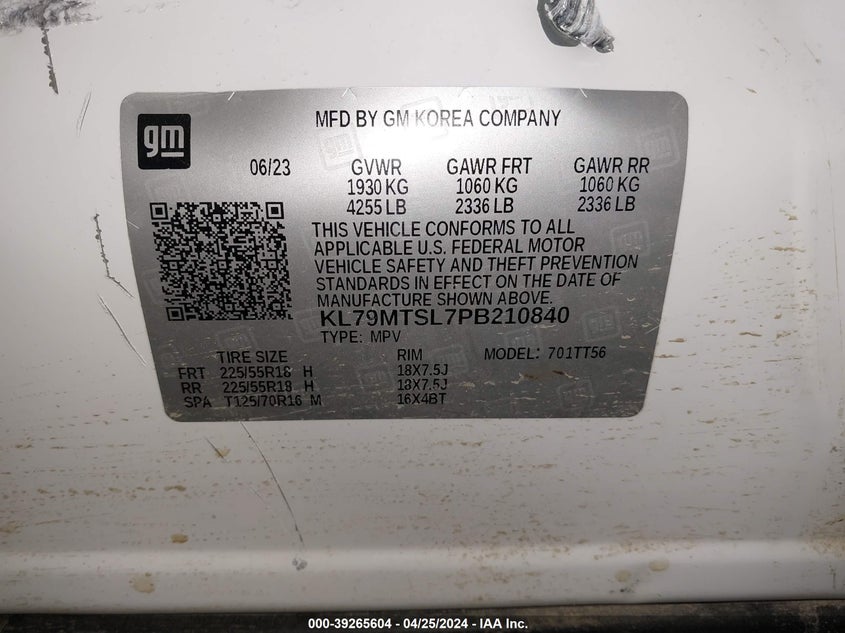 gm
MFD BY GM KOREA COMPANY
06/23 GVWR GAWR FRT GAWR RR
1930 KG 1060 KG 1060 KG
4255 LB 2336 LB 2336 LB
THIS VEHICLE CONFORMS TO ALL
APPLICABLE U.S. FEDERAL MOTOR
VEHICLE SAFETY AND THEFT PREVENTION
STANDARDS IN EFFECT ON THE DATE OF
MANUFACTURE SHOWN ABOVE.
KL79MTSL7PB210840
TYPE: MPV
TIRE SIZE RIM MODEL: 701TT56
FRT 225/55R18 H 18X7.5J
RR 225/55R18 H 18X7.5J
SPA T125/70R16 M 16X4BT
000-39265604 - 04/25/2024 - IAA Inc.